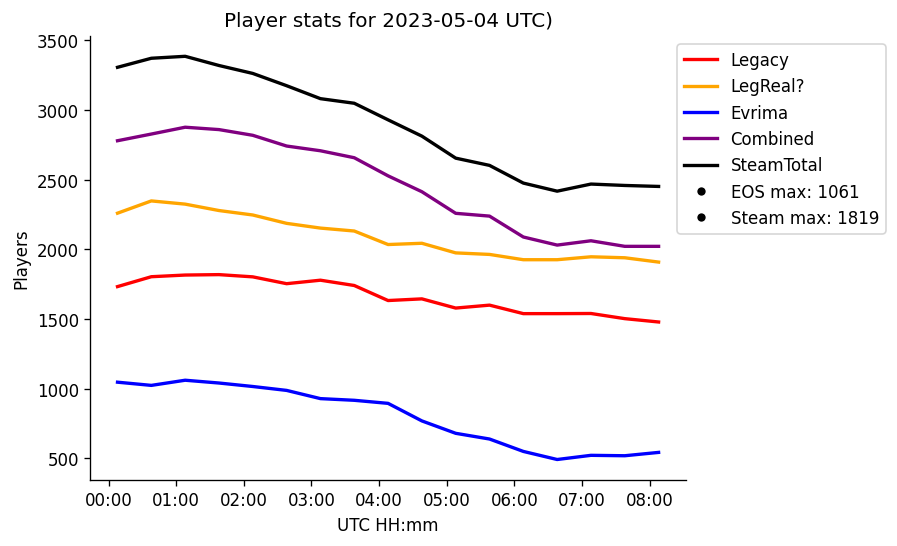 Player stats for 2023-05-04 UTC)
3500
3000
2500
2000
1500
1000
500
Players
00:00 01:00 02:00 03:00 04:00 05:00 06:00 07:00 08:00
UTC HH:mm
Legacy
LegReal?
Evrima
Combined
SteamTotal
EOS max: 1061
Steam max: 1819